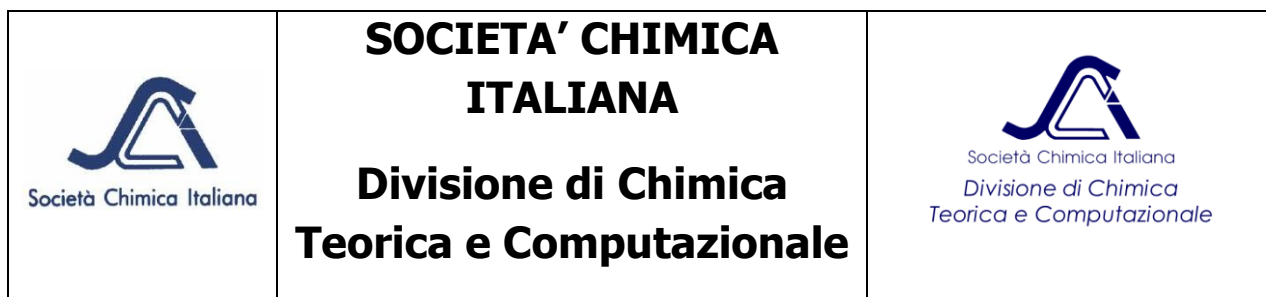 Società Chimica Italiana
SOCIETA’ CHIMICA
ITALIANA
Divisione di Chimica
Teorica e Computazionale
Società Chimica Italiana
Divisione di Chimica
Teorica e Computazionale